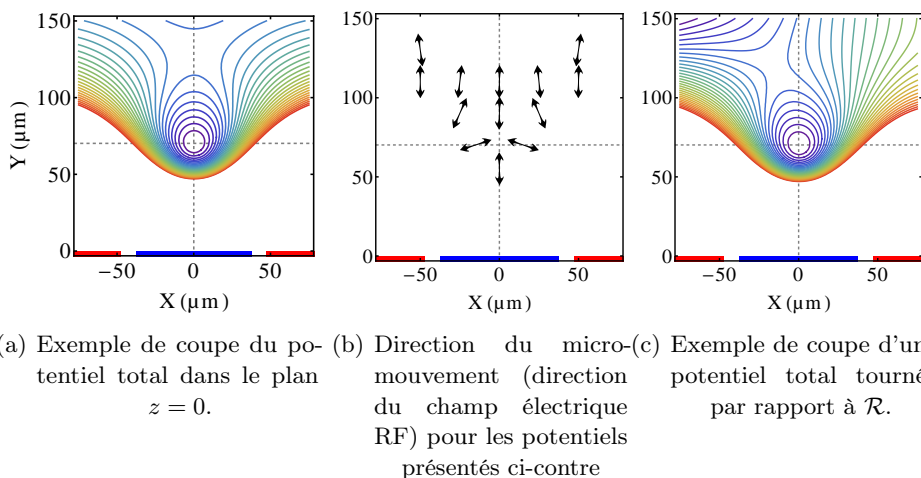 150
100
50
0
Y (µm)
−50
0
50
X (µm)
150
100
50
0
−50
0
50
X (µm)
150
100
50
0
−50
0
50
X (µm)
(a) Exemple de coupe du po-
tentiel total dans le plan
z = 0.
(b) Direction du micro-
mouvement (direction
du champ électrique
RF) pour les potentiels
présentés ci-contre
(c) Exemple de coupe d'un
potentiel total tourné
par rapport à R.